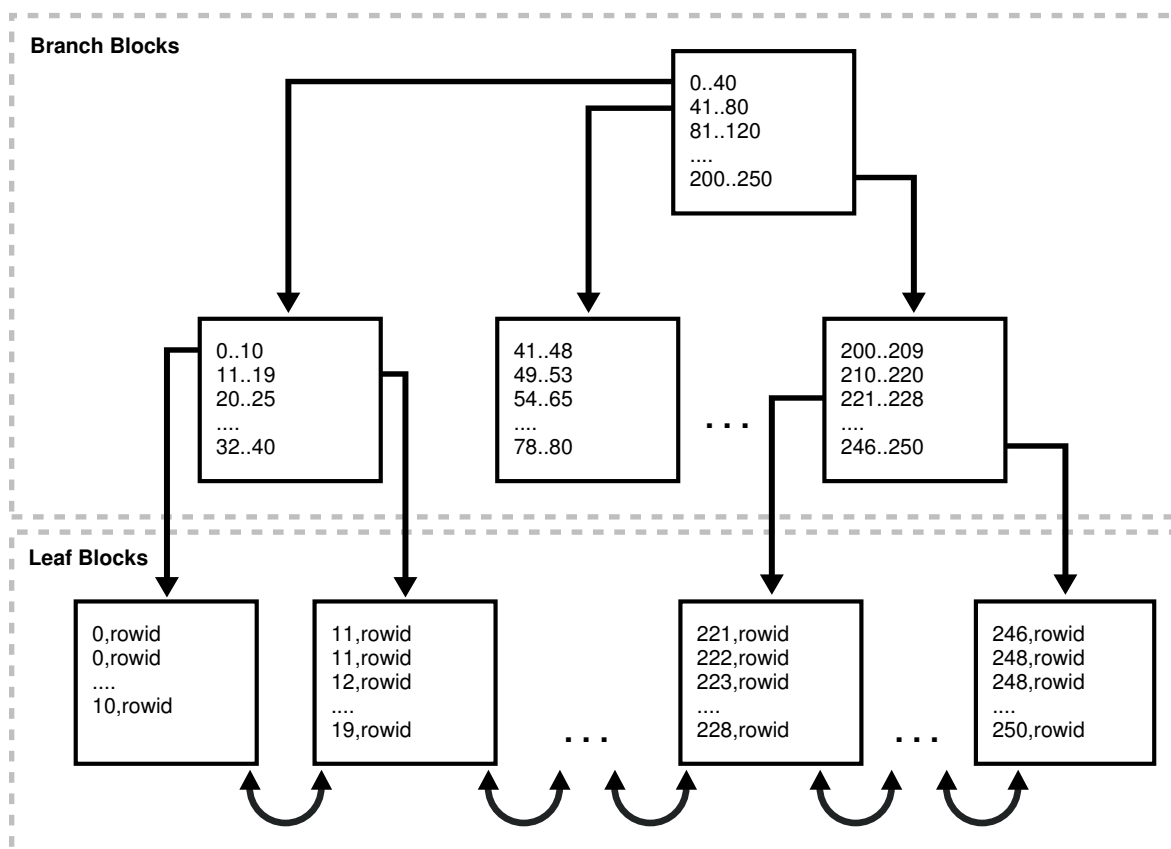 Branch Blocks
0..40
41..80
81..120
....
200..250
0..10
11..19
20..25
....
32..40
41..48
49..53
54..65
....
78..80
...
200..209
210..220
221..228
....
246..250
Leaf Blocks
0,rowid
0,rowid
....
10,rowid
11,rowid
11,rowid
12,rowid
....
19,rowid
...
221,rowid
222,rowid
223,rowid
....
228,rowid
...
246,rowid
248,rowid
248,rowid
....
250,rowid